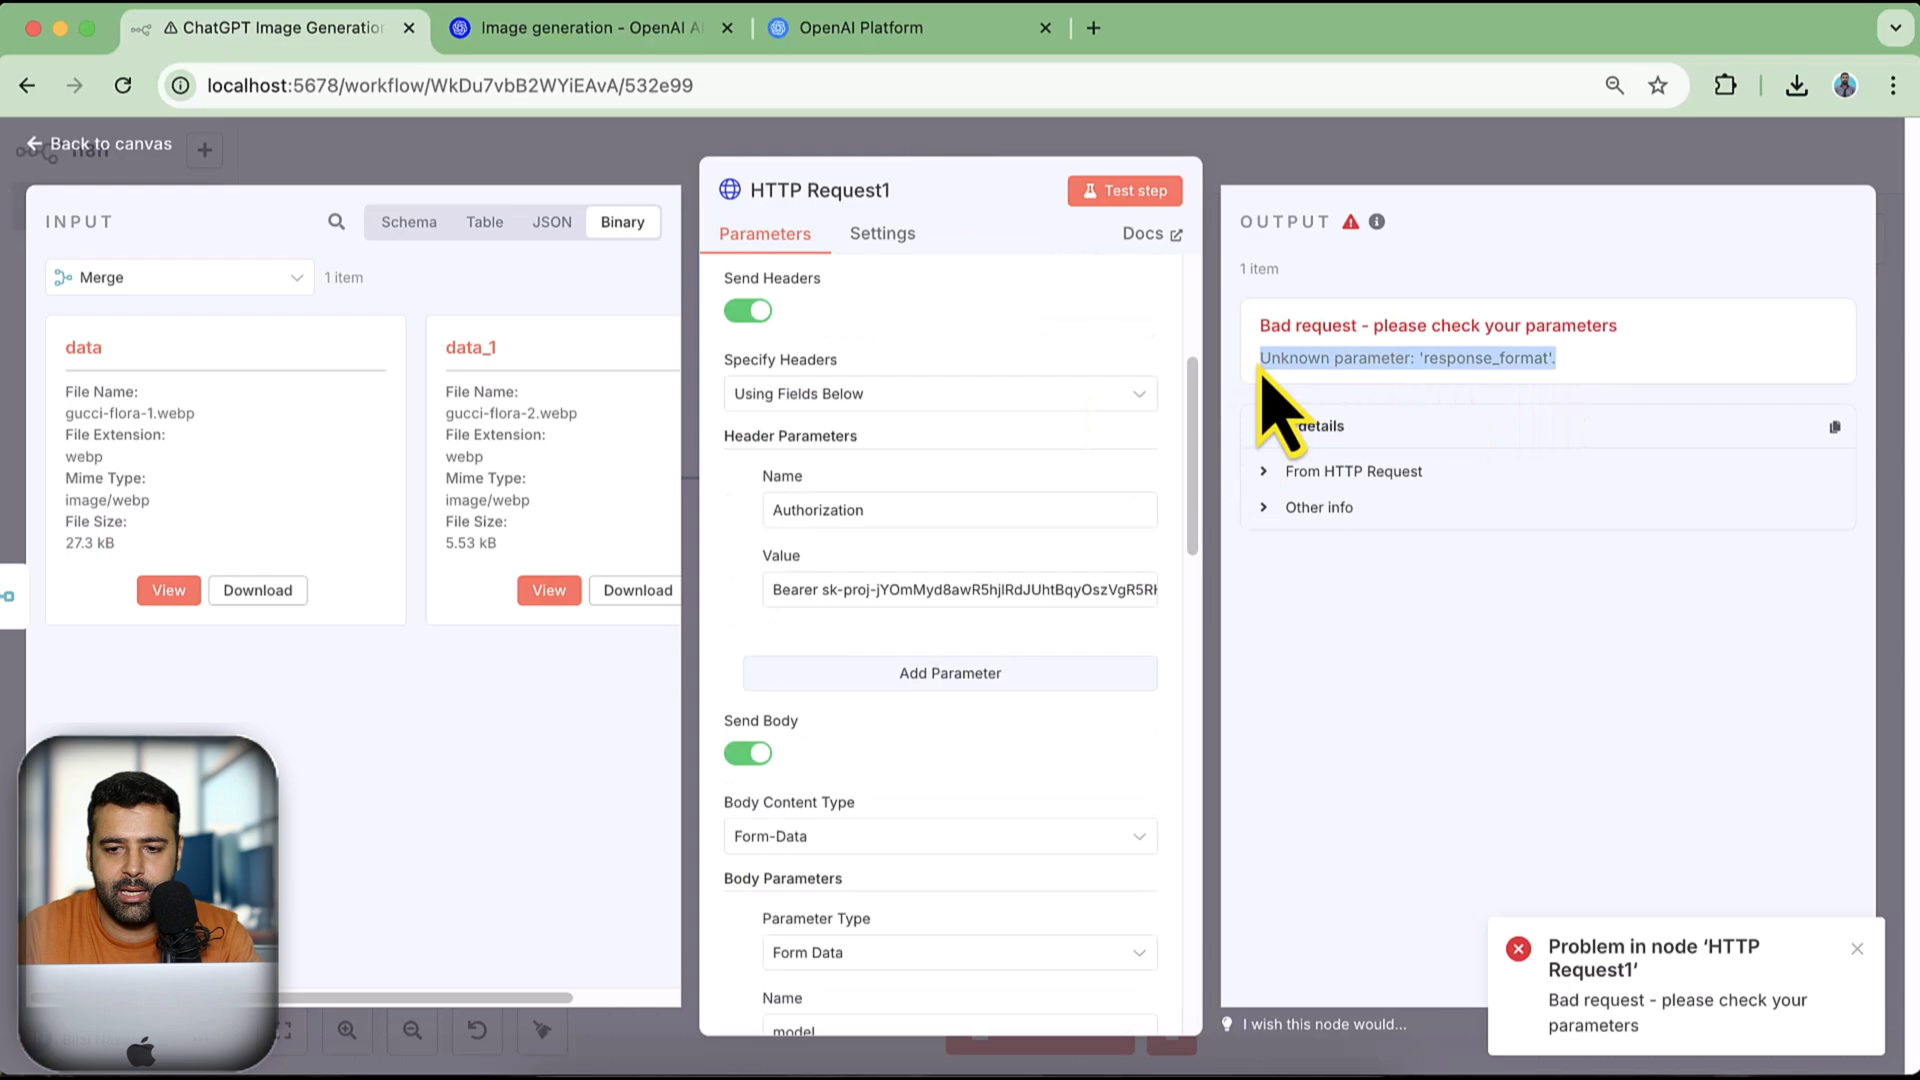 ChatGPT Image Generation
Image generation - OpenAI A
OpenAI Platform
localhost:5678/workflow/WkDu7vbB2WYiEAvA/532e99
Back to canvas
INPUT
Schema
Table
JSON
Binary
Merge
1 item
data
File Name:
gucci-flora-1.webp
File Extension:
webp
Mime Type:
image/webp
File Size:
27.3 kB
View
Download
data_1
File Name:
gucci-flora-2.webp
File Extension:
webp
Mime Type:
image/webp
File Size:
5.53 kB
View
Download
HTTP Request1
Test step
Parameters
Settings
Docs
Send Headers
Specify Headers
Using Fields Below
Header Parameters
Name
Authorization
Value
Bearer
Add Parameter
Send Body
Body Content Type
Form-Data
Body Parameters
Parameter Type
Form Data
Name
model
OUTPUT
1 item
Bad request - please check your parameters
Unknown parameter: 'response_format'.
details
From HTTP Request
Other info
I wish this node would...
Problem in node ‘HTTP
Request1‘
Bad request - please check your
parameters